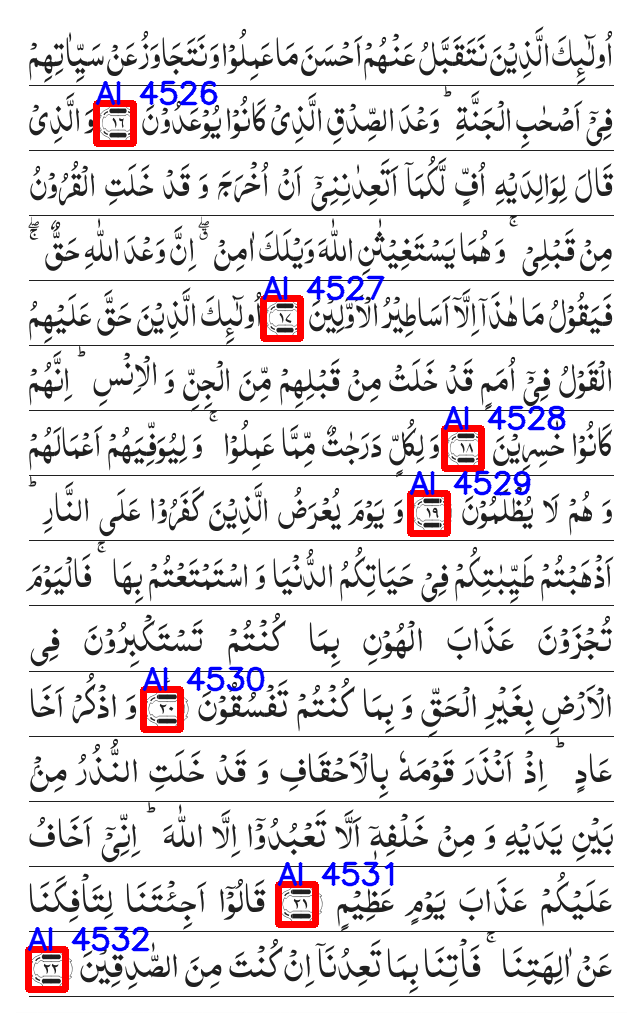 اُولٰٓئِكَ الَّذِيْنَ نَتَقَبَّلُ عَنْهُمْ اَحْسَنَ مَا عَمِلُوْا وَنَتَجَاوَزُ عَنْ سَيِّاٰتِهِمْ
AI 4526
فِىْٓ اَصْحٰبِ الْجَنَّةِ ؕ وَعْدَ الصِّدْقِ الَّذِىْ كَانُوْا يُوْعَدُوْنَ ١٦ وَ الَّذِىْ
قَالَ لِوَالِدَيْهِ اُفٍّ لَّكُمَاۤ اَتَعِدٰنِنِىْٓ اَنْ اُخْرَجَ وَ قَدْ خَلَتِ الْقُرُوْنُ
مِنْ قَبْلِىْ ۚ وَهُمَا يَسْتَغِيْثٰنِ اللّٰهَ وَيْلَكَ اٰمِنْ ۖ اِنَّ وَعْدَ اللّٰهِ حَقٌّ ۚۖ
AI 4527
فَيَقُوْلُ مَا هٰذَاۤ اِلَّاۤ اَسَاطِيْرُ الْاَوَّلِيْنَ ١٧ اُولٰٓئِكَ الَّذِيْنَ حَقَّ عَلَيْهِمُ
الْقَوْلُ فِىْٓ اُمَمٍ قَدْ خَلَتْ مِنْ قَبْلِهِمْ مِّنَ الْجِنِّ وَ الْاِنْسِ ؕ اِنَّهُمْ
AI 4528
كَانُوْا خٰسِرِيْنَ ١٨ وَ لِكُلٍّ دَرَجٰتٌ مِّمَّا عَمِلُوْا ۚ وَ لِيُوَفِّيَهُمْ اَعْمَالَهُمْ
AI 4529
وَ هُمْ لَا يُظْلَمُوْنَ ١٩ وَ يَوْمَ يُعْرَضُ الَّذِيْنَ كَفَرُوْا عَلَى النَّارِ ؕ
اَذْهَبْتُمْ طَيِّبٰتِكُمْ فِىْ حَيَاتِكُمُ الدُّنْيَا وَ اسْتَمْتَعْتُمْ بِهَا ۚ فَالْيَوْمَ
تُجْزَوْنَ عَذَابَ الْهُوْنِ بِمَا كُنْتُمْ تَسْتَكْبِرُوْنَ فِى
AI 4530
الْاَرْضِ بِغَيْرِ الْحَقِّ وَ بِمَا كُنْتُمْ تَفْسُقُوْنَ ٢٠ وَ اذْكُرْ اَخَا
عَادٍ ؕ اِذْ اَنْذَرَ قَوْمَهٗ بِالْاَحْقَافِ وَ قَدْ خَلَتِ النُّذُرُ مِنْۢ
بَيْنِ يَدَيْهِ وَ مِنْ خَلْفِهٖۤ اَلَّا تَعْبُدُوْۤا اِلَّا اللّٰهَ ؕ اِنِّىْٓ اَخَافُ
AI 4531
عَلَيْكُمْ عَذَابَ يَوْمٍ عَظِيْمٍ ٢١ قَالُوْۤا اَجِئْتَنَا لِتَاْفِكَنَا
AI 4532
عَنْ اٰلِهَتِنَا ۚ فَاْتِنَا بِمَا تَعِدُنَاۤ اِنْ كُنْتَ مِنَ الصّٰدِقِيْنَ ٢٢